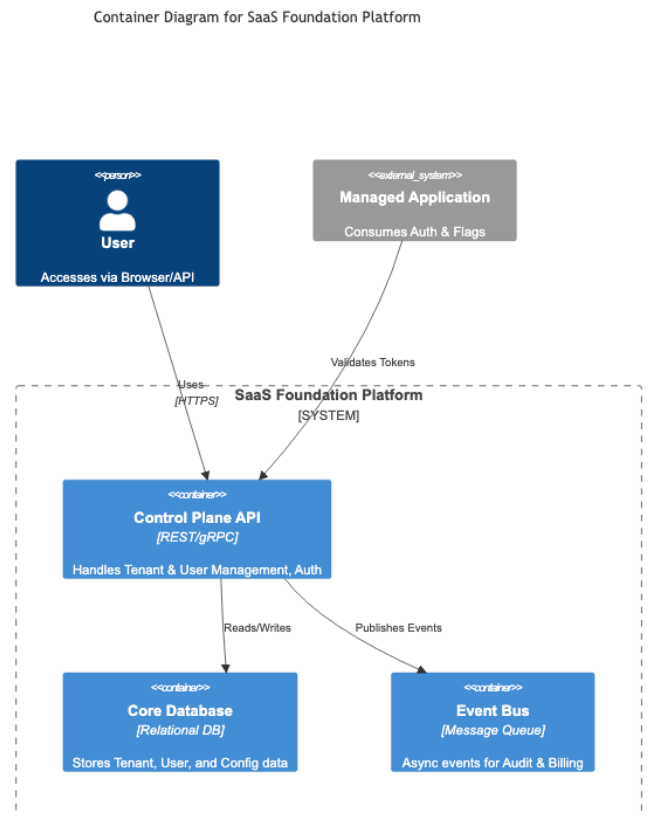 Container Diagram for SaaS Foundation Platform
<<person>>
User
Accesses via Browser/API
<<external_system>>
Managed Application
Consumes Auth & Flags
Uses
[HTTPS]
Validates Tokens
SaaS Foundation Platform
[SYSTEM]
<<container>>
Control Plane API
[REST/gRPC]
Handles Tenant & User Management, Auth
Reads/Writes
Publishes Events
<<container>>
Core Database
[Relational DB]
Stores Tenant, User, and Config data
<<container>>
Event Bus
[Message Queue]
Async events for Audit & Billing